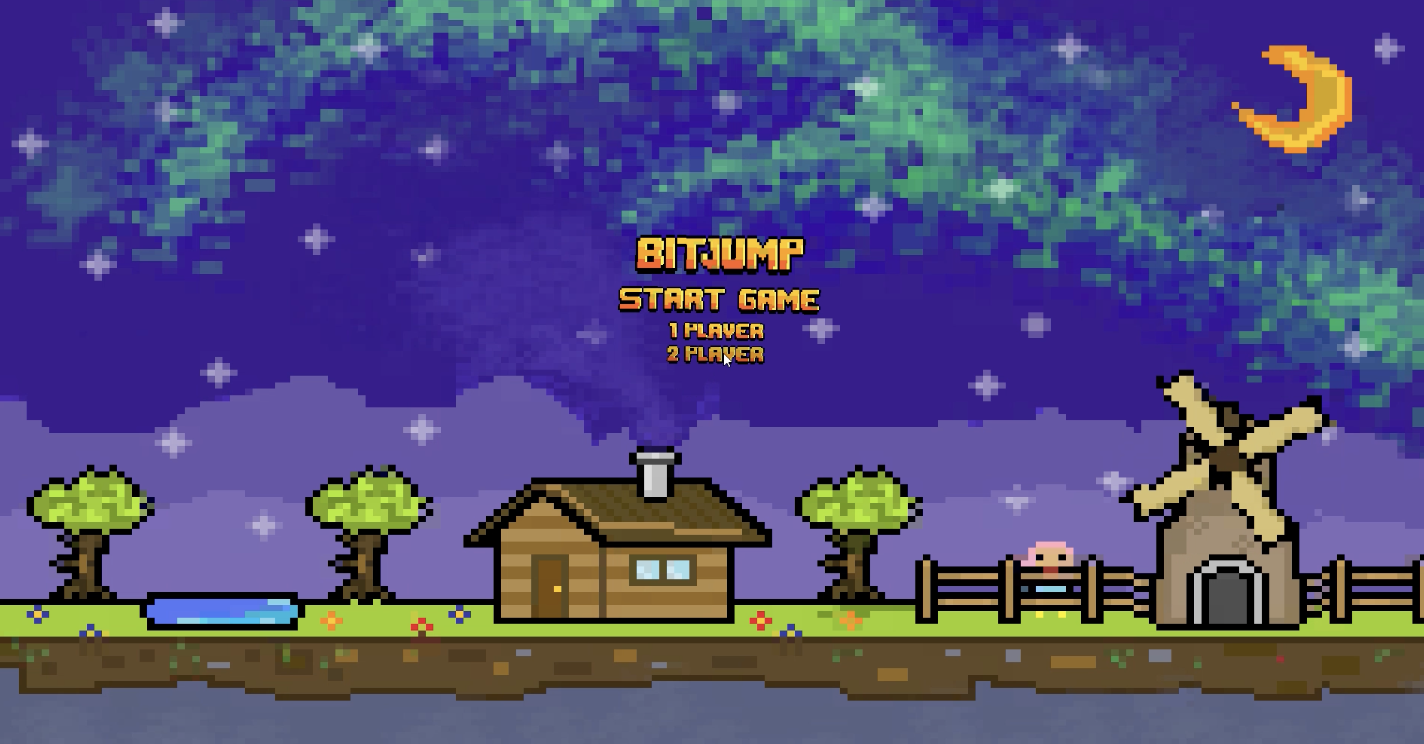 BITJUMP
START GAME
1 PLAYER
2 PLAYER